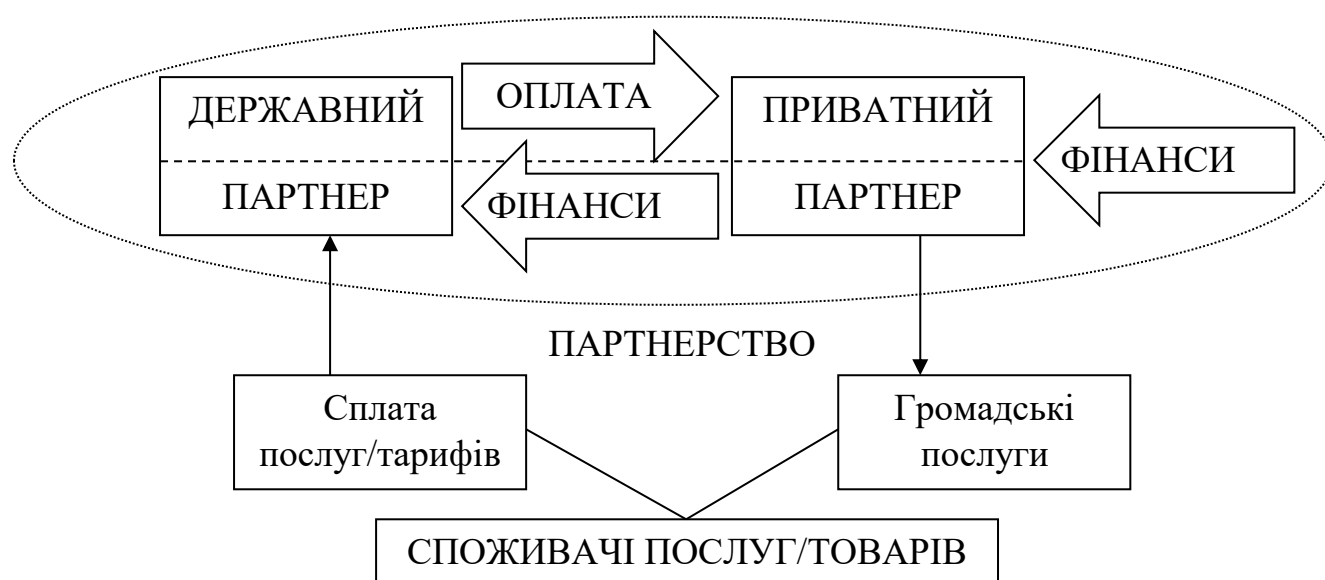 ДЕРЖАВНИЙ
ПАРТНЕР
ОПЛАТА
ФІНАНСИ
ПРИВАТНИЙ
ПАРТНЕР
ФІНАНСИ
ПАРТНЕРСТВО
Сплата
послуг/тарифів
Громадські
послуги
СПОЖИВАЧІ ПОСЛУГ/ТОВАРІВ